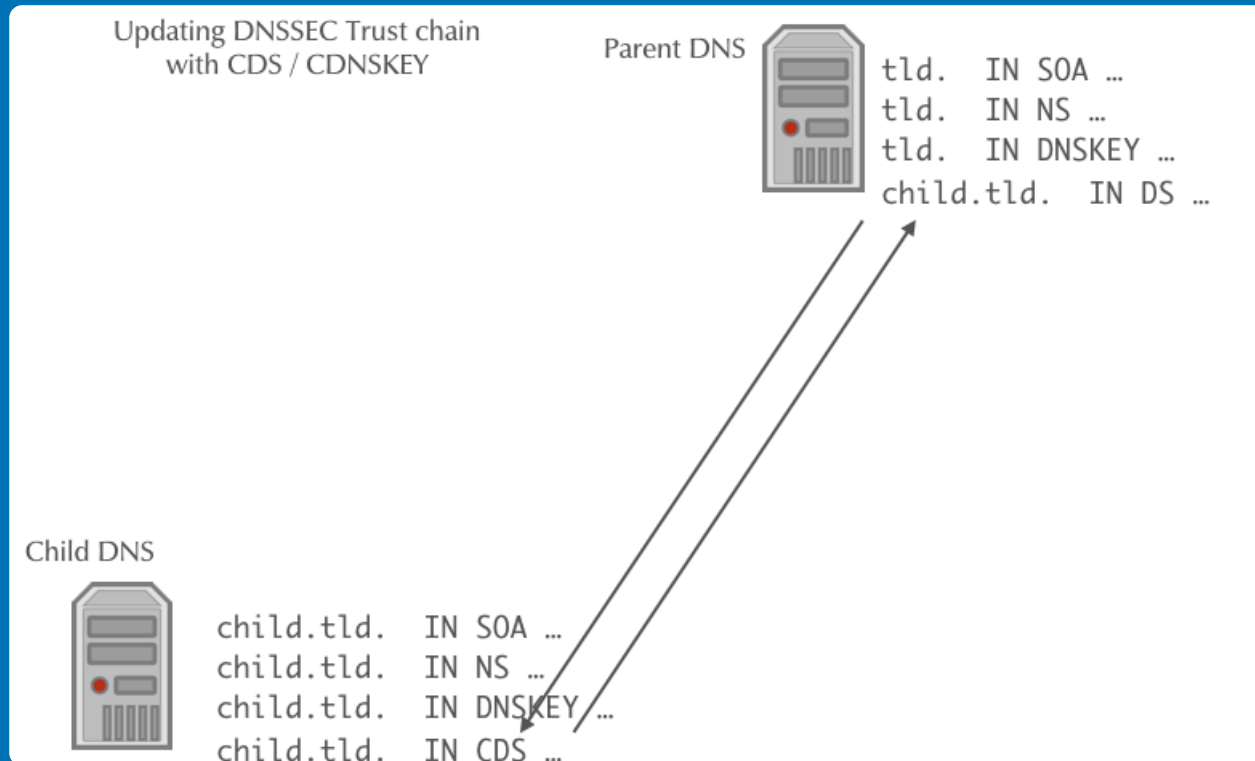 Updating DNSSEC Trust chain
with CDS / CDNSKEY
Parent DNS
tld.  IN SOA …
tld.  IN NS …
tld.  IN DNSKEY …
child.tld.  IN DS …
Child DNS
child.tld.  IN SOA …
child.tld.  IN NS …
child.tld.  IN DNSKEY …
child.tld.  IN CDS …